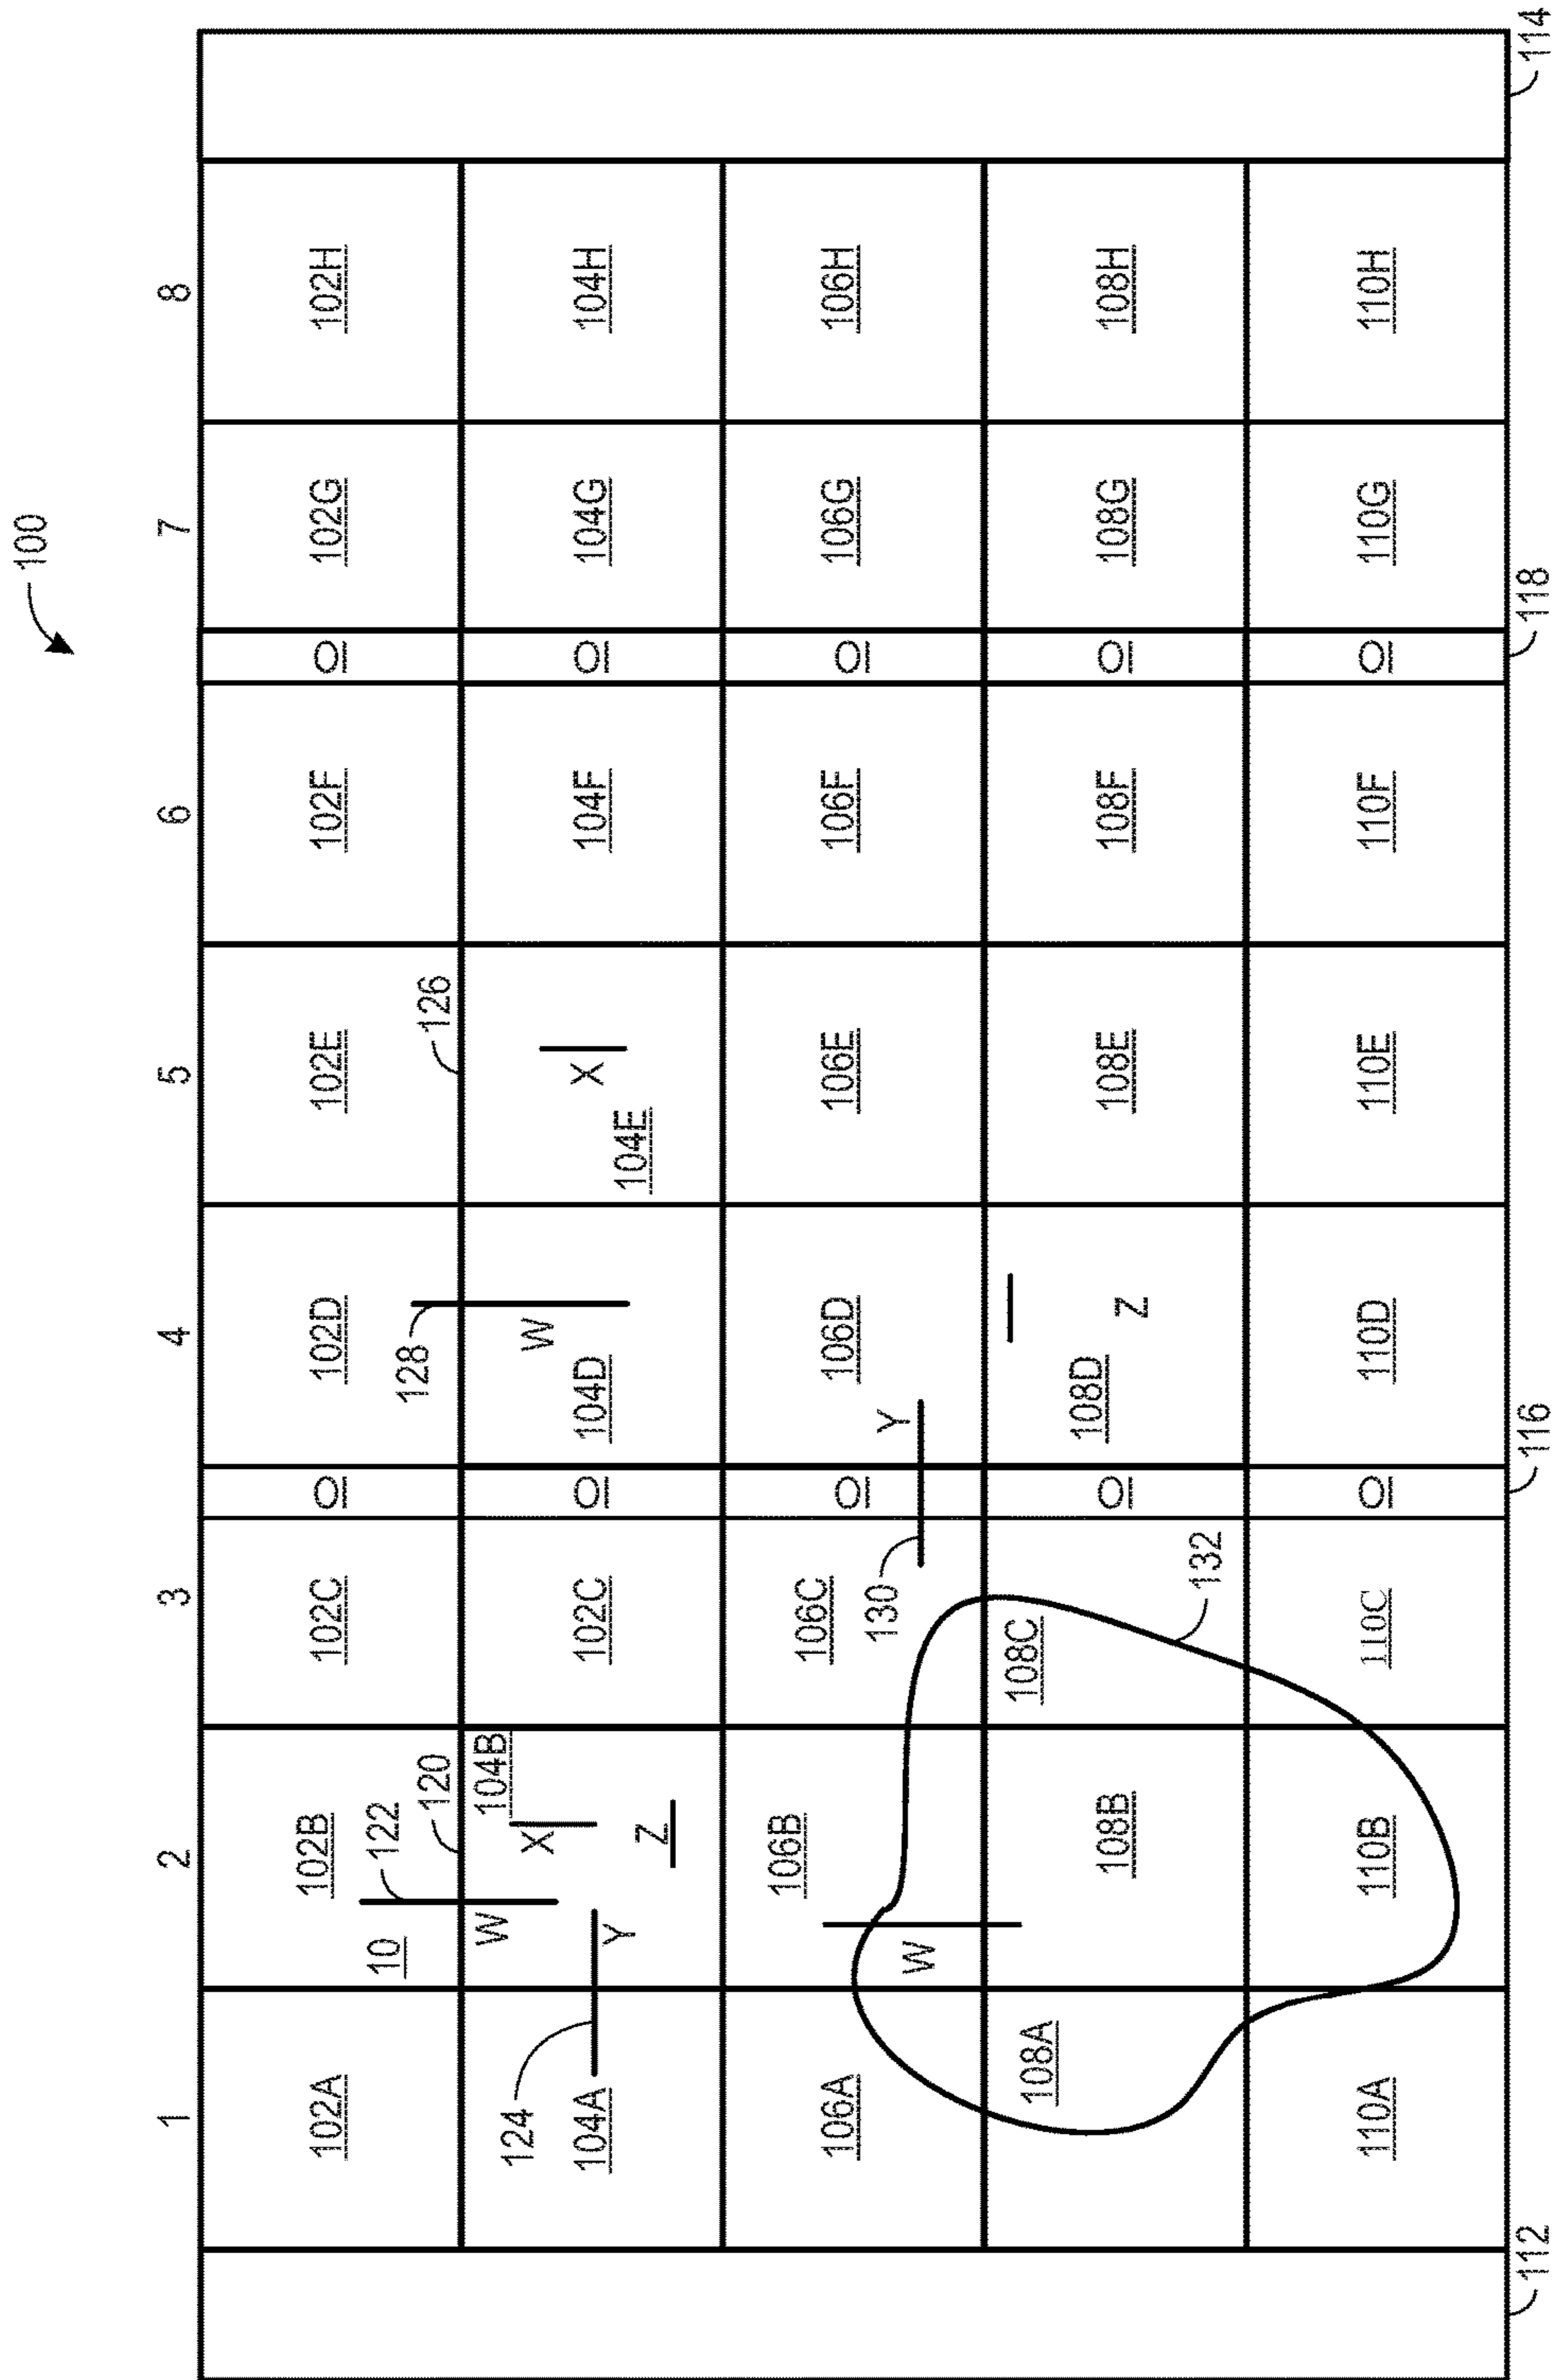 100
1 2 3 4 5 6 7 8
102A 102B 102C O 102D 102E 102F O 102G 102H
10 122 128
120 126
W 104B
124 X W
104A Y 102C O 104D X 104F O 104G 104H
Z 104E
106A 106B 106C O 106D 106E 106F O 106G 106H
130 Y
W
108A 108C
108B O 108D Z 108E 108F O 108G 108H
132
110A 110B 110C O 110D 110E 110F O 110G 110H
112 116 118 114